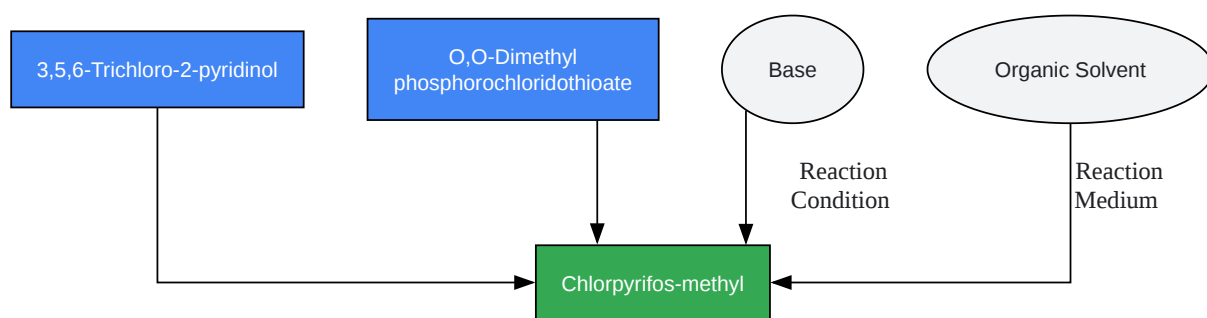 3,5,6-Trichloro-2-pyridinol
O,O-Dimethyl
phosphorochloridothioate
Base
Organic Solvent
Reaction
Condition
Reaction
Medium
Chlorpyrifos-methyl